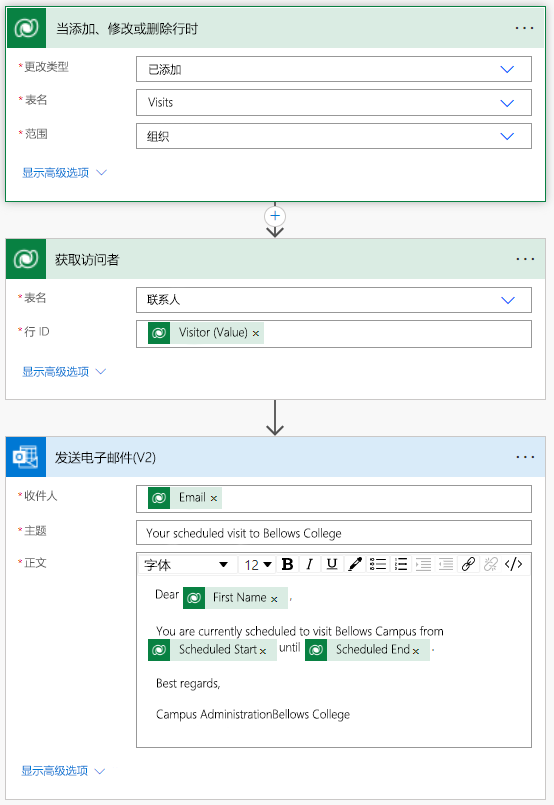 当添加、修改或删除行时
*更改类型 已添加
*表名 Visits
*范围 组织
显示高级选项
获取访问者
*表名 联系人
*行 ID Visitor (Value) ×
显示高级选项
发送电子邮件(V2)
*收件人 Email ×
*主题 Your scheduled visit to Bellows College
*正文 字体 12 B I U </>
Dear First Name × ,
You are currently scheduled to visit Bellows Campus from
Scheduled Start × until Scheduled End × .
Best regards,
Campus AdministrationBellows College
显示高级选项